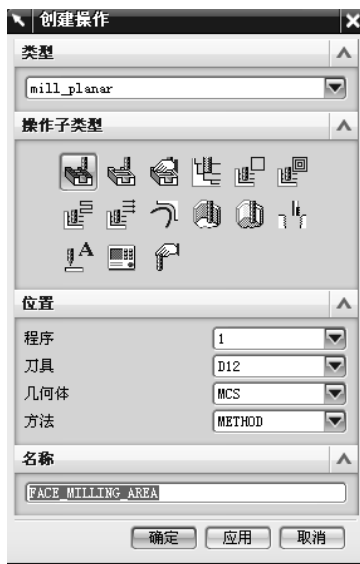 创建操作
类型
mill_planar
操作子类型
A
位置
程序 1
刀具 D12
几何体 MCS
方法 METHOD
名称
FACE_MILLING_AREA
确定 应用 取消